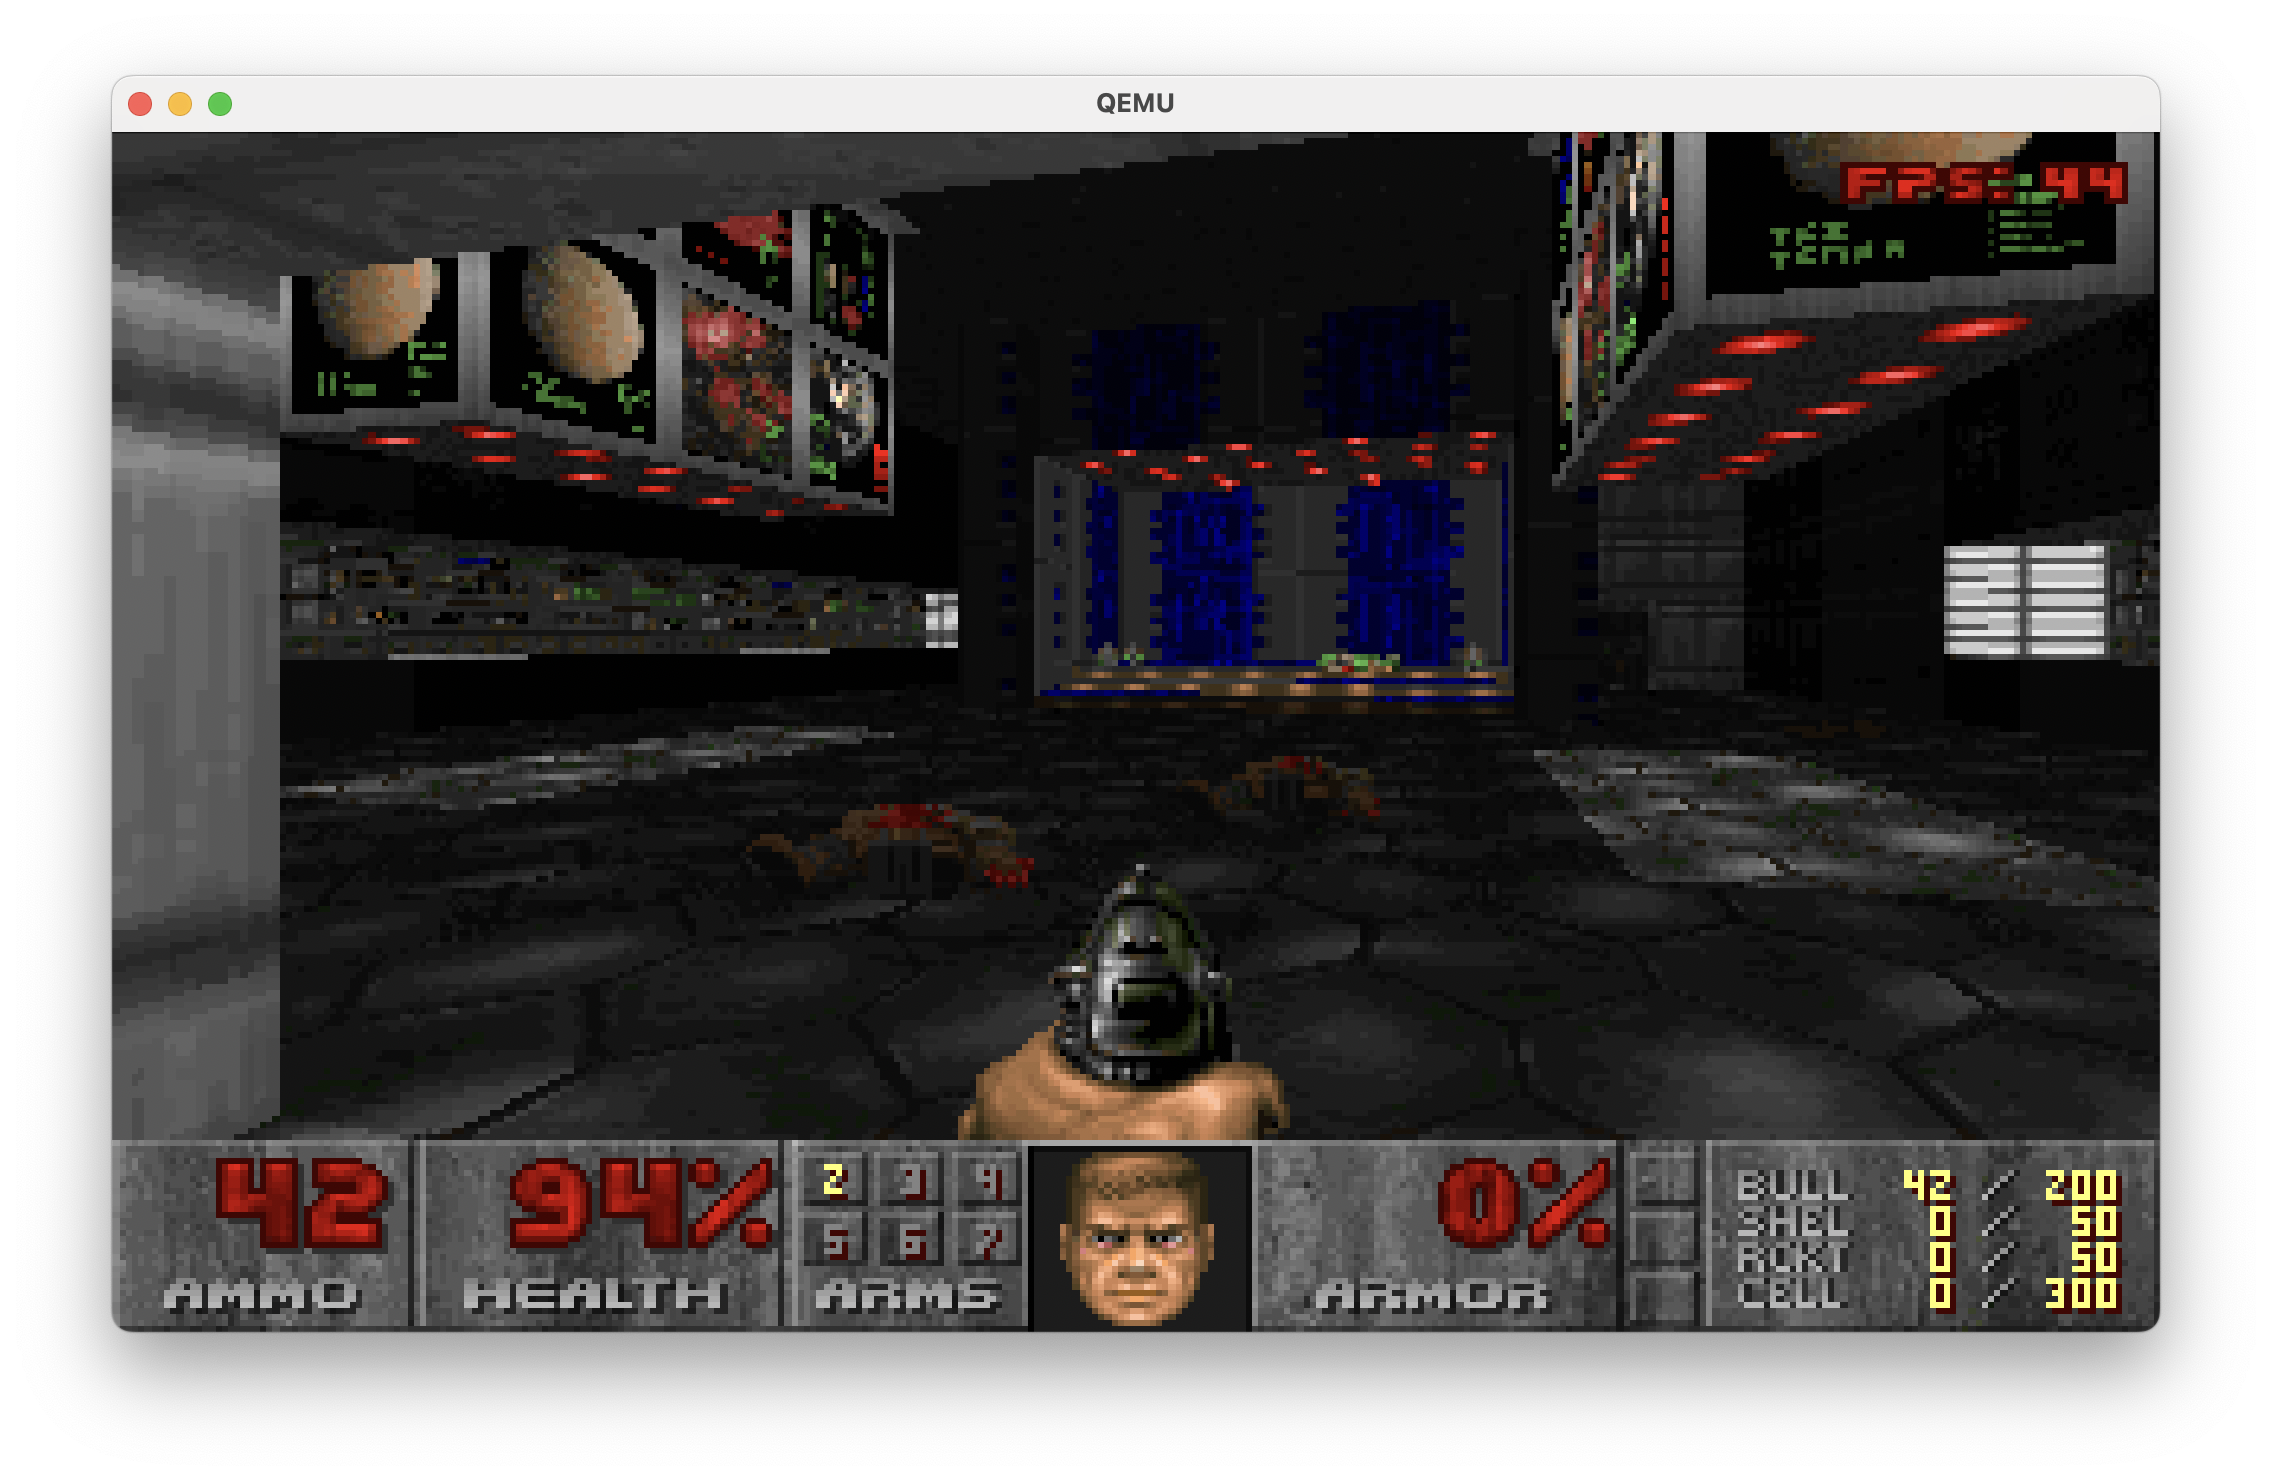 QEMU
FPS: 44
42
AMMO
94%
HEALTH
2 3 4
5 6 7
ARMS
0%
ARMOR
BULL 42 / 200
SHEL 0 / 50
RCKT 0 / 50
CELL 0 / 300